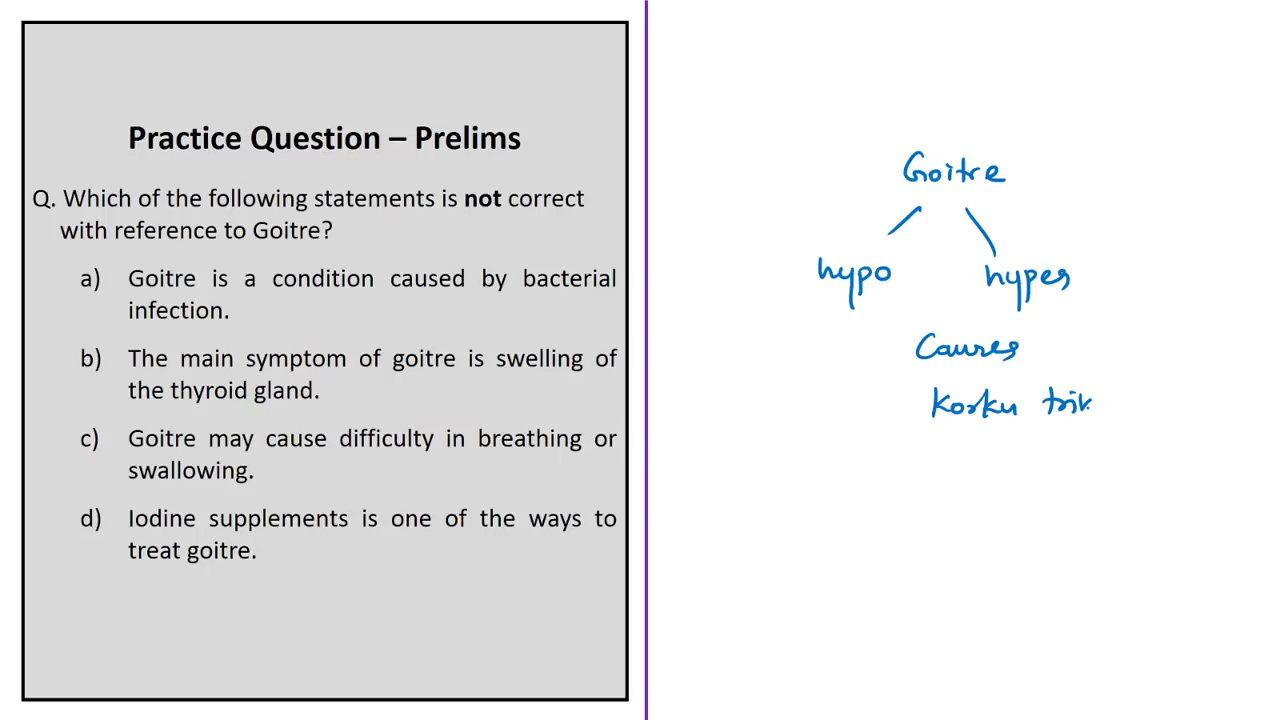 Practice Question – Prelims
Q. Which of the following statements is not correct
with reference to Goitre?
a) Goitre is a condition caused by bacterial
infection.
b) The main symptom of goitre is swelling of
the thyroid gland.
c) Goitre may cause difficulty in breathing or
swallowing.
d) Iodine supplements is one of the ways to
treat goitre.
Goitre
hypo hyper
Causes
Korku